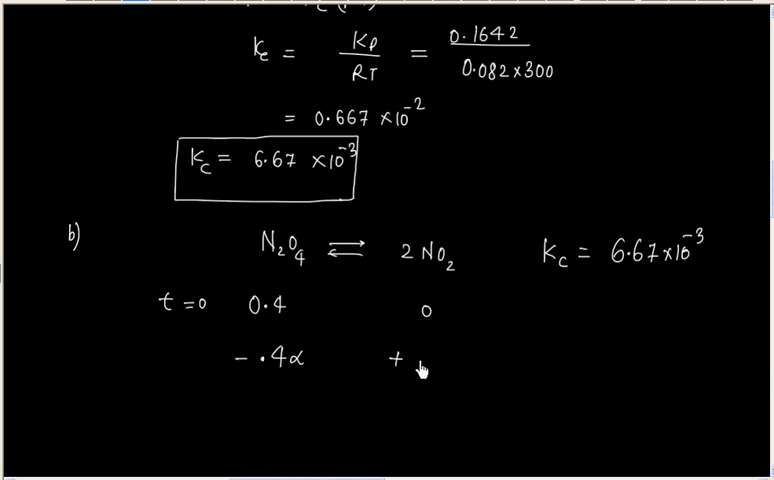 Kc = Kp / RT = 0.1642 / 0.082×300
= 0.667 ×10⁻²
Kc = 6.67 ×10⁻³
b) N₂O₄ ⇌ 2NO₂ Kc = 6.67×10⁻³
t=0 0.4 0
- .4α +